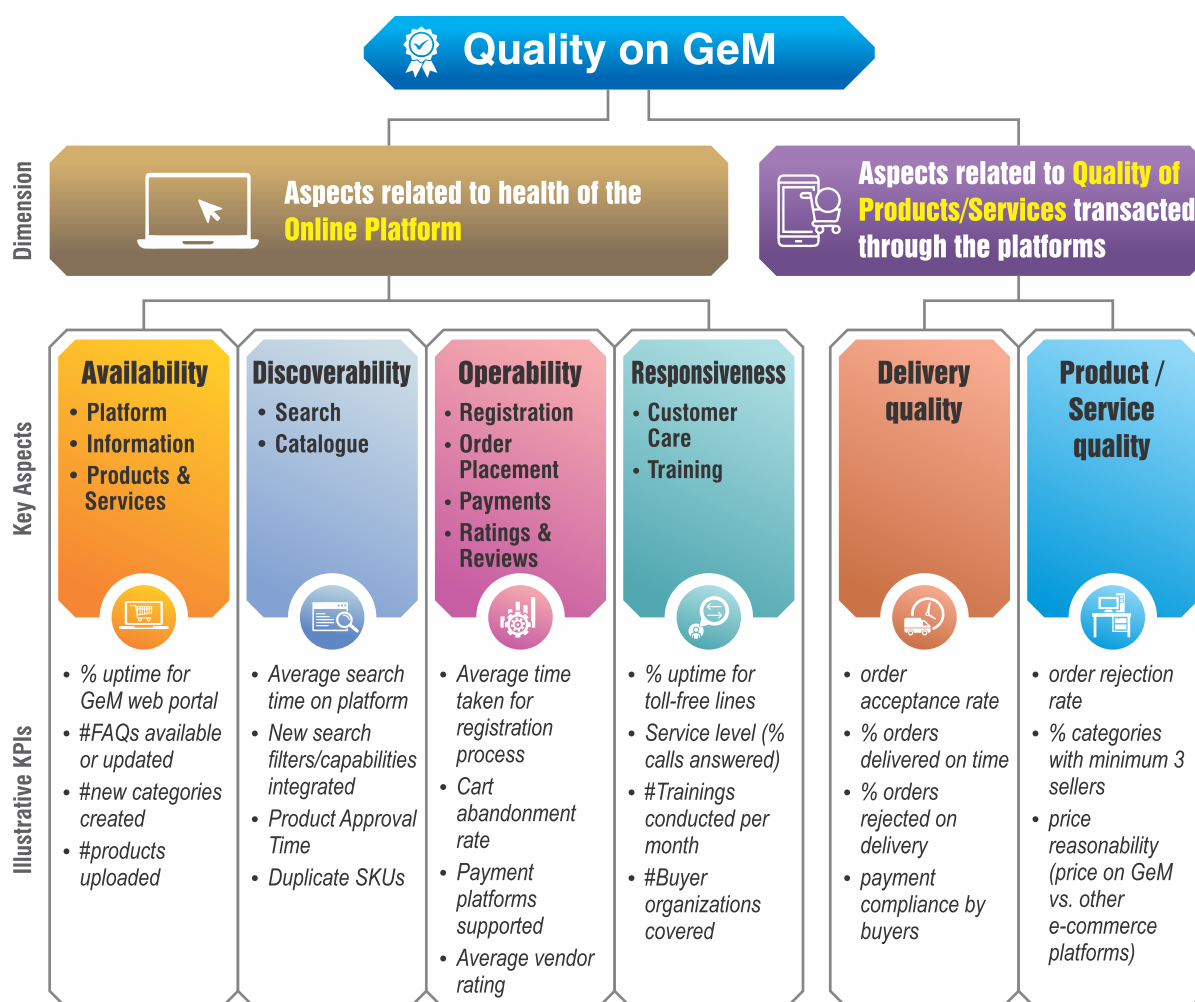 Quality on GeM
Dimension
Aspects related to health of the
Online Platform
Aspects related to Quality of
Products/Services transacted
through the platforms
Key Aspects
Availability
• Platform
• Information
• Products &
Services
Discoverability
• Search
• Catalogue
Operability
• Registration
• Order
Placement
• Payments
• Ratings &
Reviews
Responsiveness
• Customer
Care
• Training
Delivery
quality
Product /
Service
quality
Illustrative KPIs
• % uptime for
GeM web portal
• #FAQs available
or updated
• #new categories
created
• #products
uploaded
• Average search
time on platform
• New search
filters/capabilities
integrated
• Product Approval
Time
• Duplicate SKUs
• Average time
taken for
registration
process
• Cart
abandonment
rate
• Payment
platforms
supported
• Average vendor
rating
• % uptime for
toll-free lines
• Service level (%
calls answered)
• #Trainings
conducted per
month
• #Buyer
organizations
covered
• order
acceptance rate
• % orders
delivered on time
• % orders
rejected on
delivery
• payment
compliance by
buyers
• order rejection
rate
• % categories
with minimum 3
sellers
• price
reasonability
(price on GeM
vs. other
e-commerce
platforms)